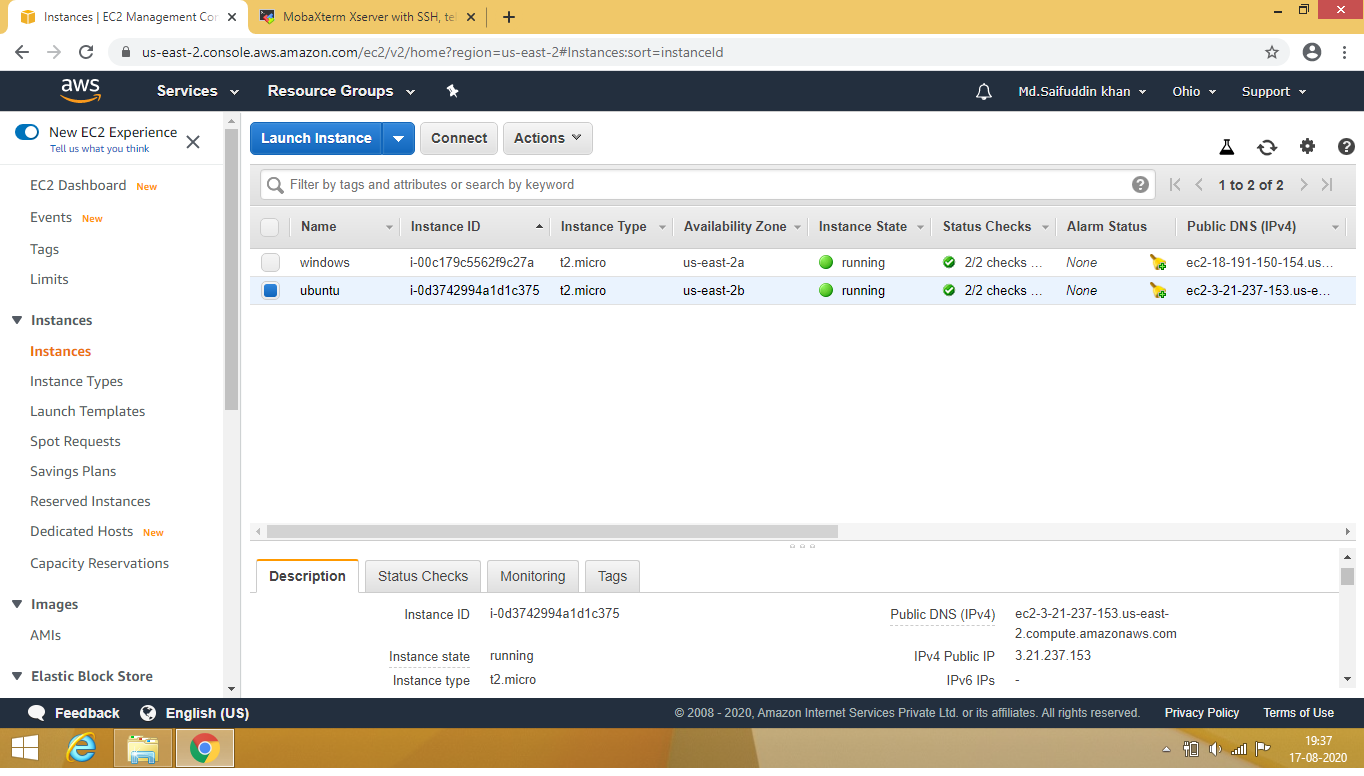 Instances | EC2 Management Con
MobaXterm Xserver with SSH, tel
us-east-2.console.aws.amazon.com/ec2/v2/home?region=us-east-2#Instances:sort=instanceId
aws Services Resource Groups Md.Saifuddin khan Ohio Support
New EC2 Experience
Tell us what you think
EC2 Dashboard New
Events New
Tags
Limits
Instances
Instances
Instance Types
Launch Templates
Spot Requests
Savings Plans
Reserved Instances
Dedicated Hosts New
Capacity Reservations
Images
AMIs
Elastic Block Store
Launch Instance Connect Actions
Filter by tags and attributes or search by keyword
1 to 2 of 2
Name Instance ID Instance Type Availability Zone Instance State Status Checks Alarm Status Public DNS (IPv4)
windows i-00c179c5562f9c27a t2.micro us-east-2a running 2/2 checks ... None ec2-18-191-150-154.us...
ubuntu i-0d3742994a1d1c375 t2.micro us-east-2b running 2/2 checks ... None ec2-3-21-237-153.us-e...
Description Status Checks Monitoring Tags
Instance ID i-0d3742994a1d1c375
Instance state running
Instance type t2.micro
Public DNS (IPv4) ec2-3-21-237-153.us-east-
2.compute.amazonaws.com
IPv4 Public IP 3.21.237.153
IPv6 IPs -
Feedback English (US) © 2008 - 2020, Amazon Internet Services Private Ltd. or its affiliates. All rights reserved. Privacy Policy Terms of Use
19:37
17-08-2020